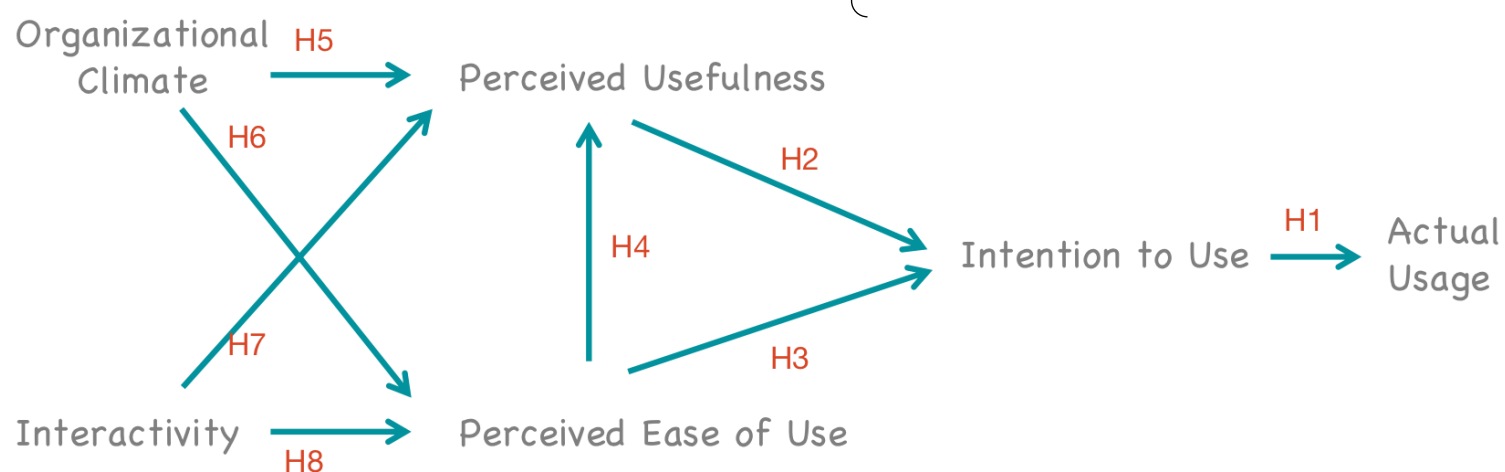 Organizational
Climate
H5
Perceived Usefulness
H6
H2
H4
Intention to Use
H1
Actual
Usage
H7
H3
Interactivity
H8
Perceived Ease of Use